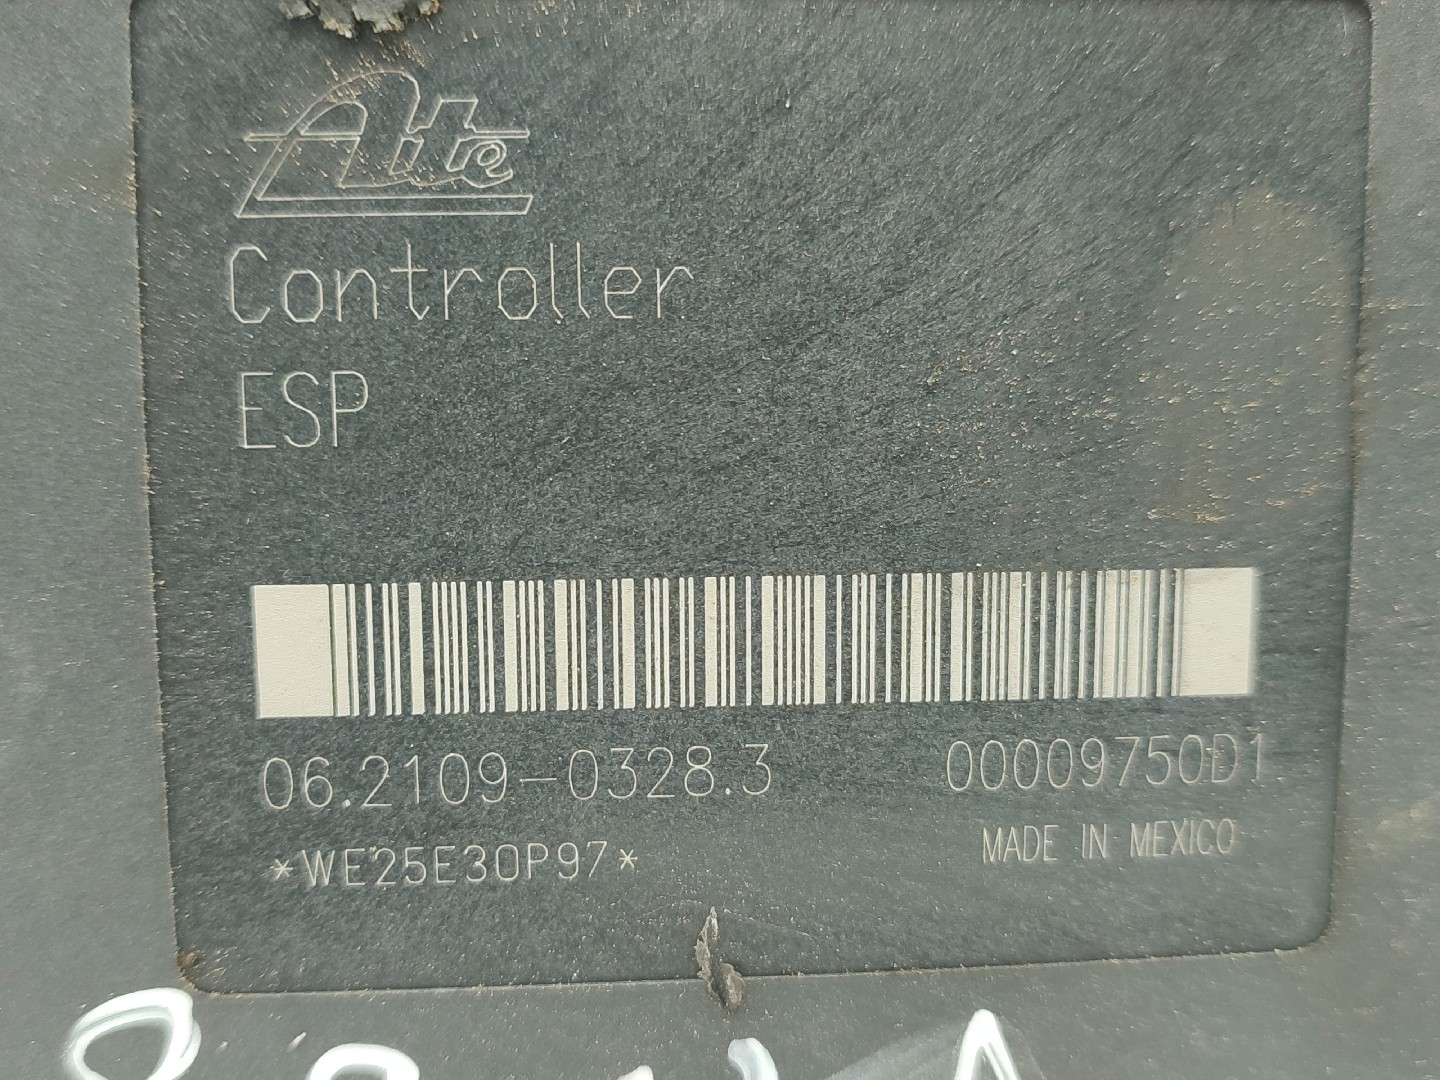 Ate
Controller
ESP
06.2109-0328.3 00009750D1
*WE25E30P97* MADE IN MEXICO